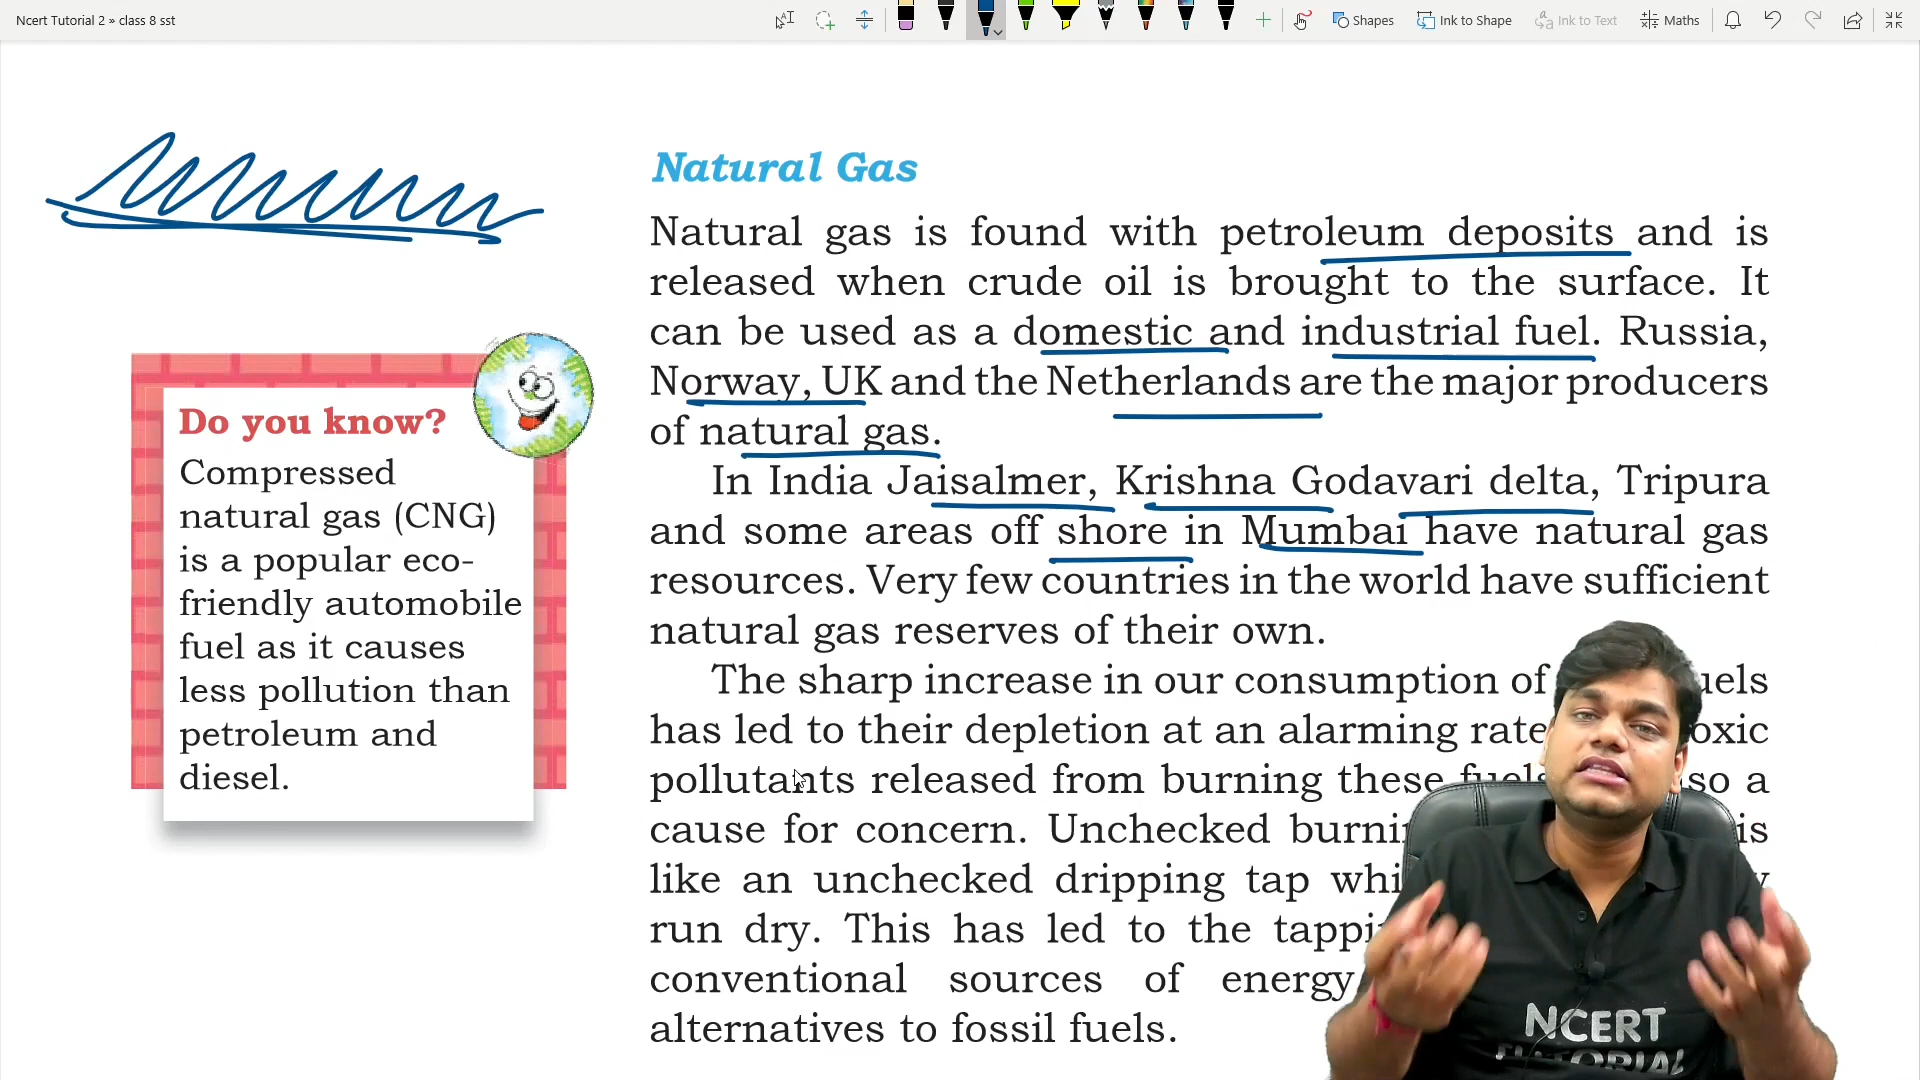 Ncert Tutorial 2 » class 8 sst
Shapes
Ink to Shape
Ink to Text
Maths
Natural Gas
Natural gas is found with petroleum deposits and is
released when crude oil is brought to the surface. It
can be used as a domestic and industrial fuel. Russia,
Norway, UK and the Netherlands are the major producers
of natural gas.
In India Jaisalmer, Krishna Godavari delta, Tripura
and some areas off shore in Mumbai have natural gas
resources. Very few countries in the world have sufficient
natural gas reserves of their own.
The sharp increase in our consumption of
has led to their depletion at an alarming rate
pollutants released from burning these fuels so a
cause for concern. Unchecked is
like an unchecked dripping tap
run dry. This has led to the
conventional sources of energy
alternatives to fossil fuels.
Do you know?
Compressed
natural gas (CNG)
is a popular eco-
friendly automobile
fuel as it causes
less pollution than
petroleum and
diesel.
NCERT
TUTORIAL